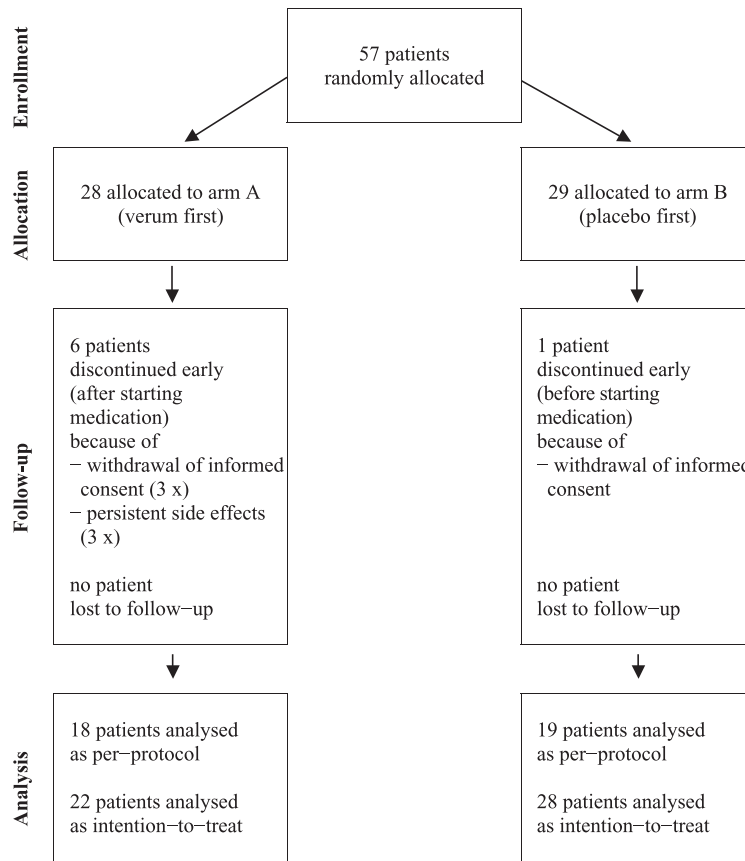 Enrollment
57 patients
randomly allocated
Allocation
28 allocated to arm A
(verum first)
29 allocated to arm B
(placebo first)
Follow-up
6 patients
discontinued early
(after starting
medication)
because of
− withdrawal of informed
consent (3 x)
− persistent side effects
(3 x)
no patient
lost to follow−up
1 patient
discontinued early
(before starting
medication)
because of
− withdrawal of informed
consent
no patient
lost to follow−up
Analysis
18 patients analysed
as per−protocol
22 patients analysed
as intention−to−treat
19 patients analysed
as per−protocol
28 patients analysed
as intention−to−treat